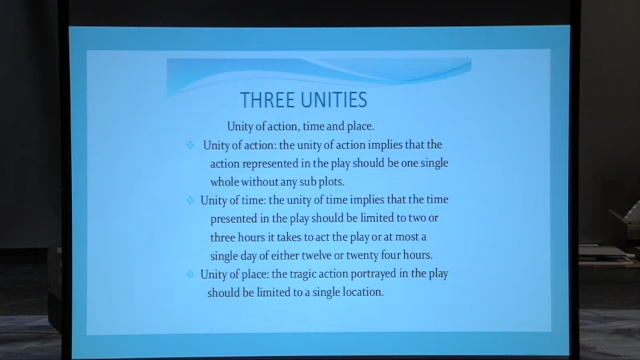 THREE UNITIES
Unity of action, time and place.
Unity of action: the unity of action implies that the
action represented in the play should be one single
whole without any sub plots.
Unity of time: the unity of time implies that the time
presented in the play should be limited to two or
three hours it takes to act the play or at most a
single day of either twelve or twenty four hours.
Unity of place: the tragic action portrayed in the play
should be limited to a single location.